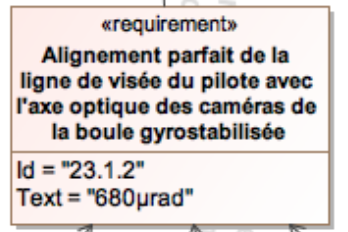 «requirement»
Alignement parfait de la
ligne de visée du pilote avec
l'axe optique des caméras de
la boule gyrostabilisée
Id = "23.1.2"
Text = "680µrad"